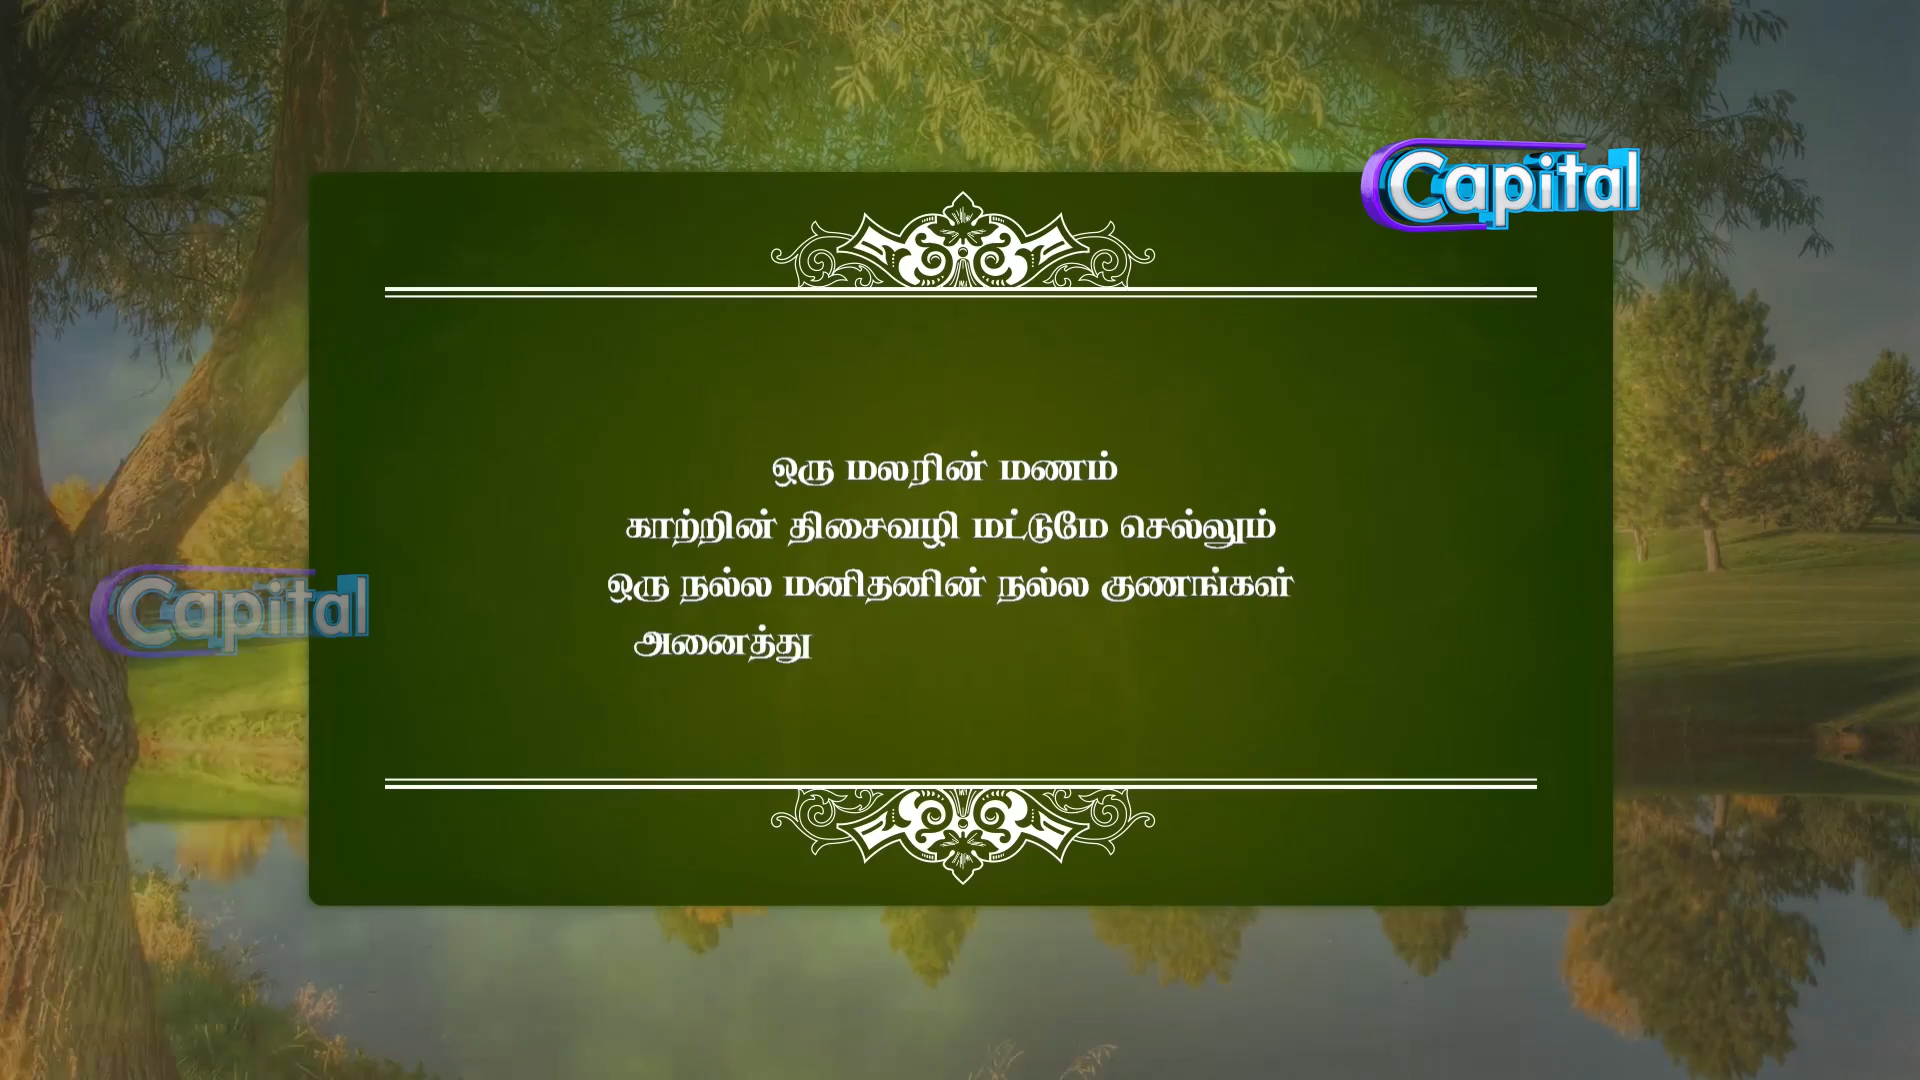 Capital
ஒரு மலரின் மணம்
காற்றின் திசைவழி மட்டுமே செல்லும்
ஒரு நல்ல மனிதனின் நல்ல குணங்கள்
அனைத்து
Capital